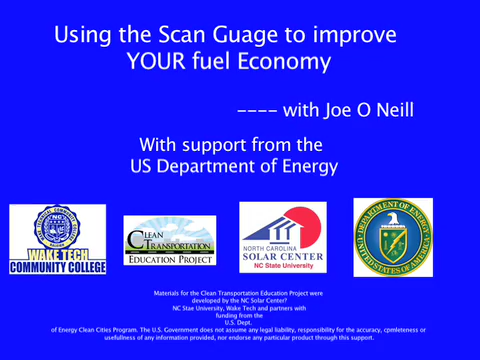 Using the Scan Guage to improve
YOUR fuel Economy
---- with Joe O Neill
With support from the
US Department of Energy
WAKE TECH
COMMUNITY COLLEGE
CLEAN
TRANSPORTATION
EDUCATION PROJECT
NORTH CAROLINA
SOLAR CENTER
NC State University
DEPARTMENT OF ENERGY
UNITED STATES OF AMERICA
Materials for the Clean Transportation Education Project were
developed by the NC Solar Center?
NC Stae University, Wake Tech and partners with
funding from the
U.S. Dept.
of Energy Clean Cities Program. The U.S. Government does not assume any legal liability, responsibility for the accuracy, cpmleteness or
usefullness of any information provided, nor endorse any particular product through this support.